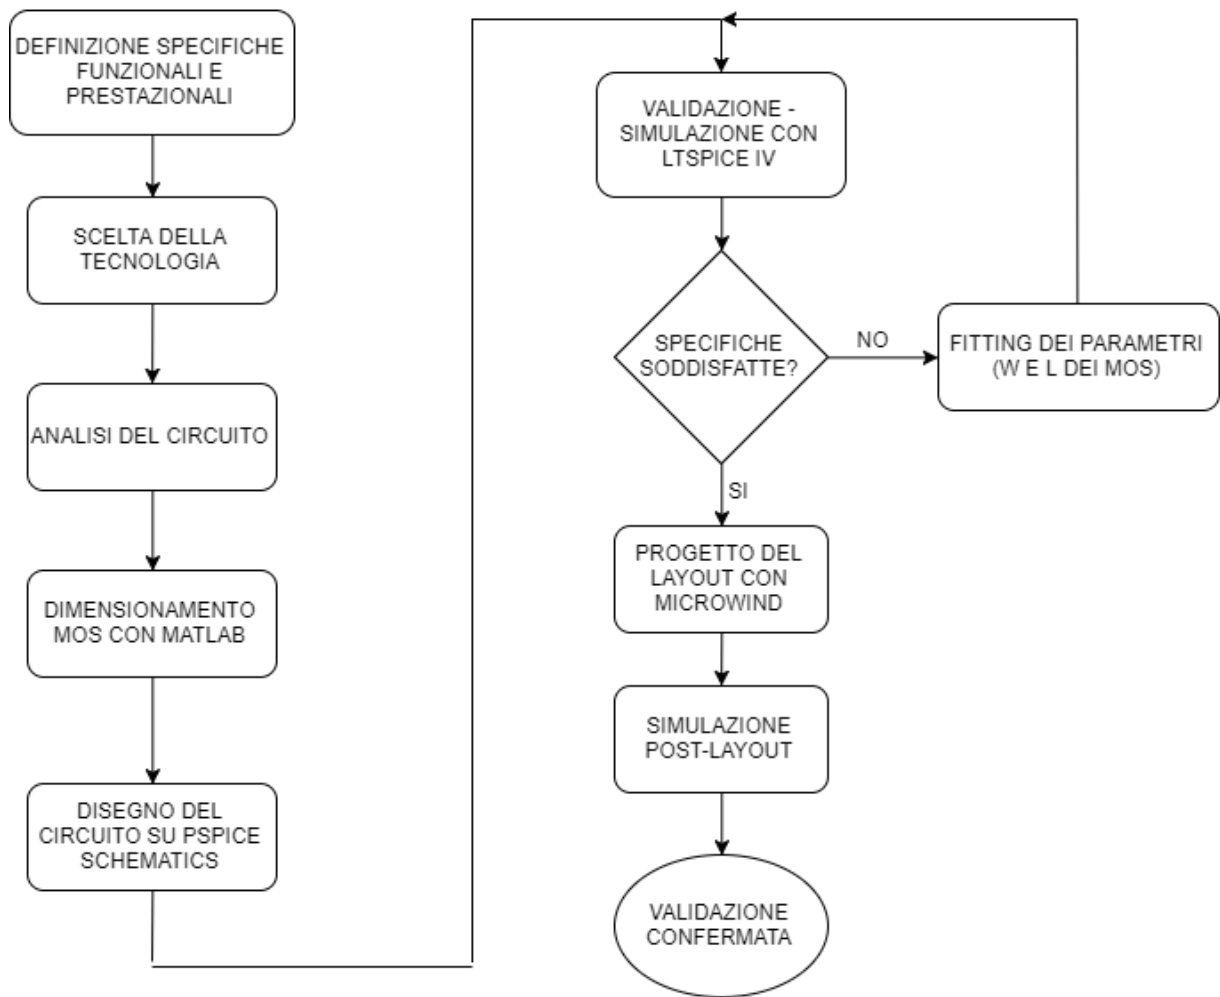 DEFINIZIONE SPECIFICHE
FUNZIONALI E
PRESTAZIONALI
SCELTA DELLA
TECNOLOGIA
ANALISI DEL CIRCUITO
DIMENSIONAMENTO
MOS CON MATLAB
DISEGNO DEL
CIRCUITO SU PSPICE
SCHEMATICS
VALIDAZIONE -
SIMULAZIONE CON
LTSPICE IV
SPECIFICHE
SODDISFATTE?
NO
FITTING DEI PARAMETRI
(W E L DEI MOS)
SI
PROGETTO DEL
LAYOUT CON
MICROWIND
SIMULAZIONE
POST-LAYOUT
VALIDAZIONE
CONFERMATA